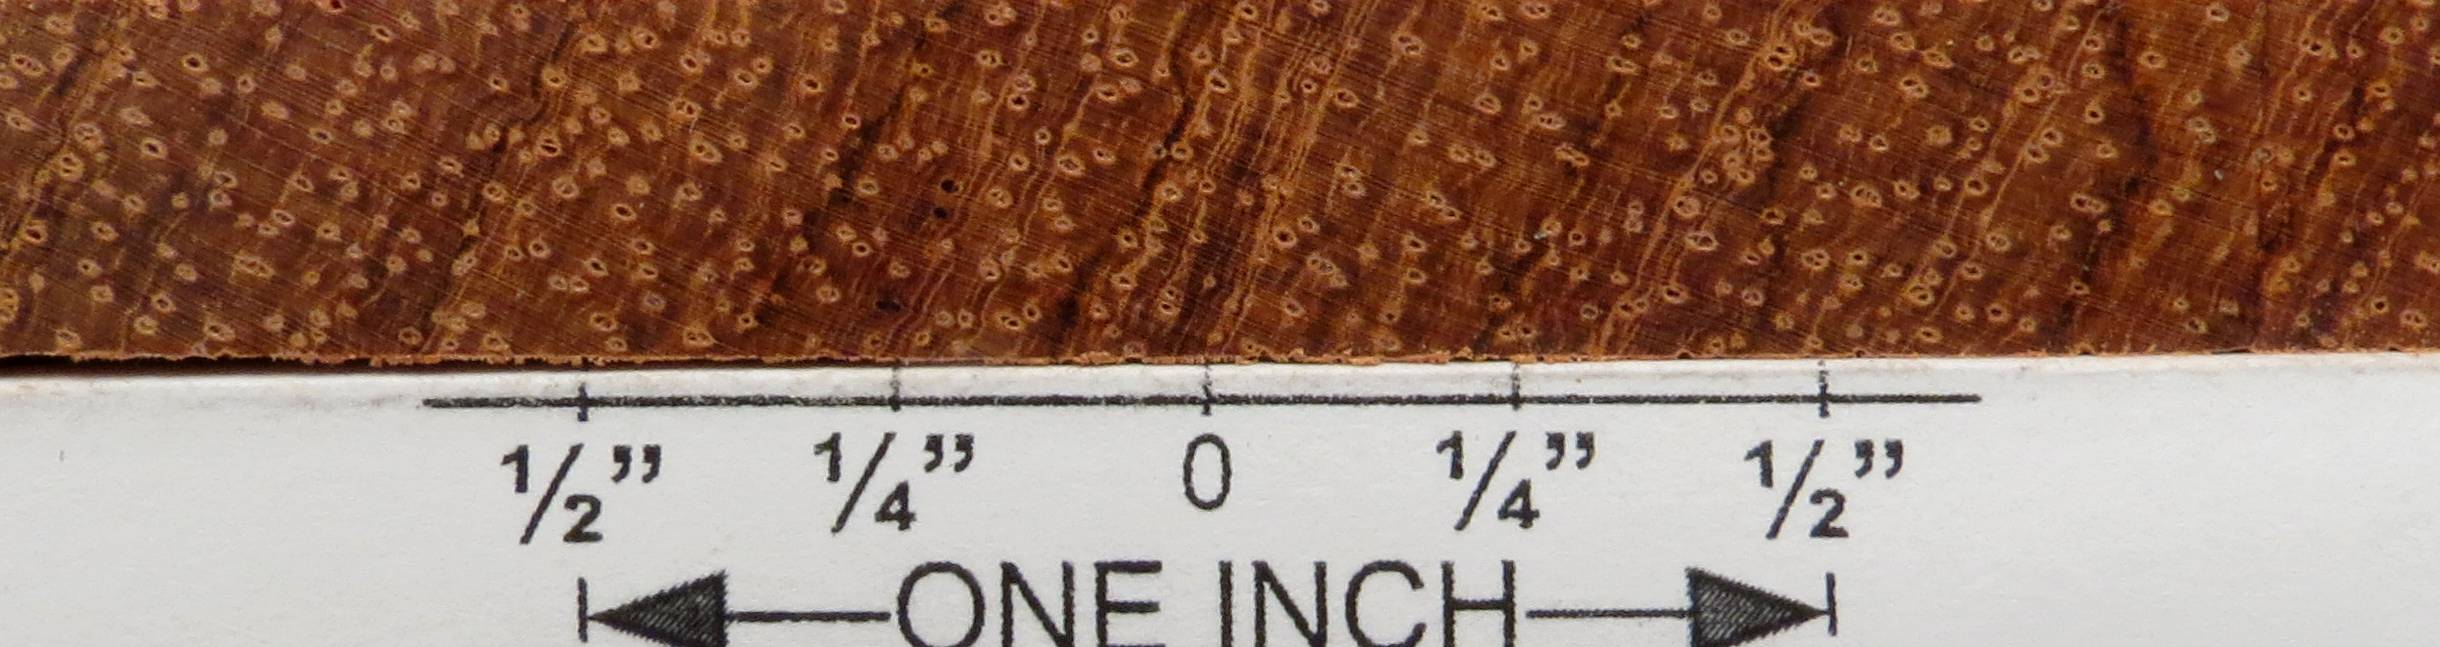 1/2” 1/4” 0 1/4” 1/2”
ONE INCH